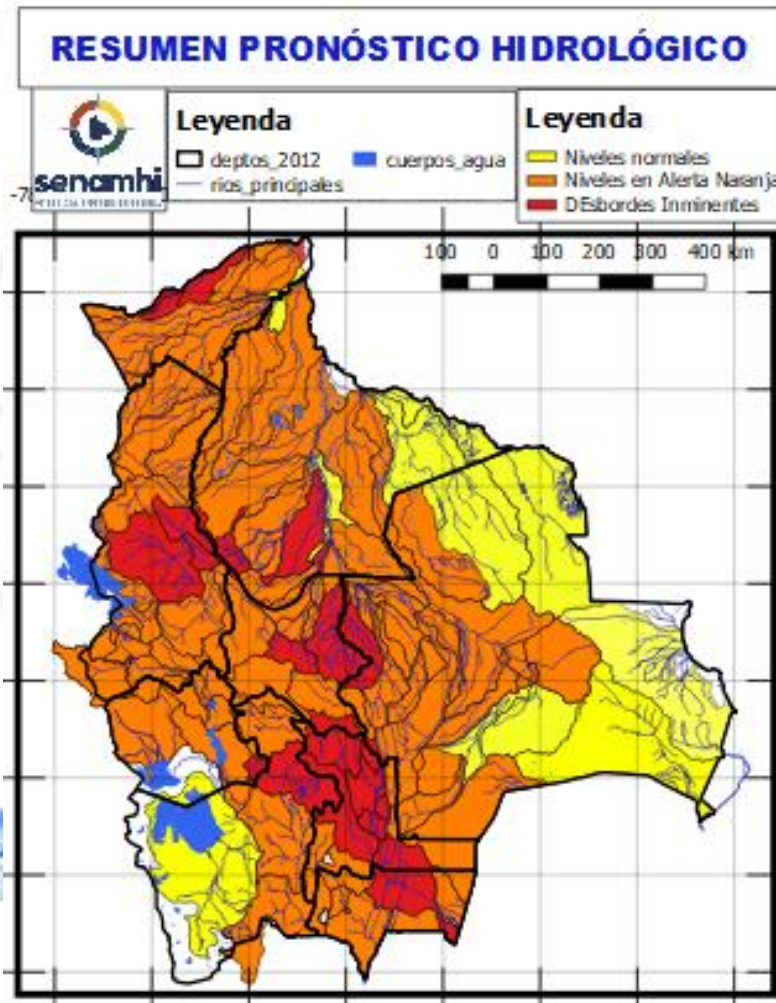 RESUMEN PRONÓSTICO HIDROLÓGICO
senamhi
Leyenda
deptos_2012
cuerpos_agua
rios_principales
Leyenda
Niveles normales
Niveles en Alerta Naranja
DEsbordes Inminentes
100 0 100 200 300 400 km